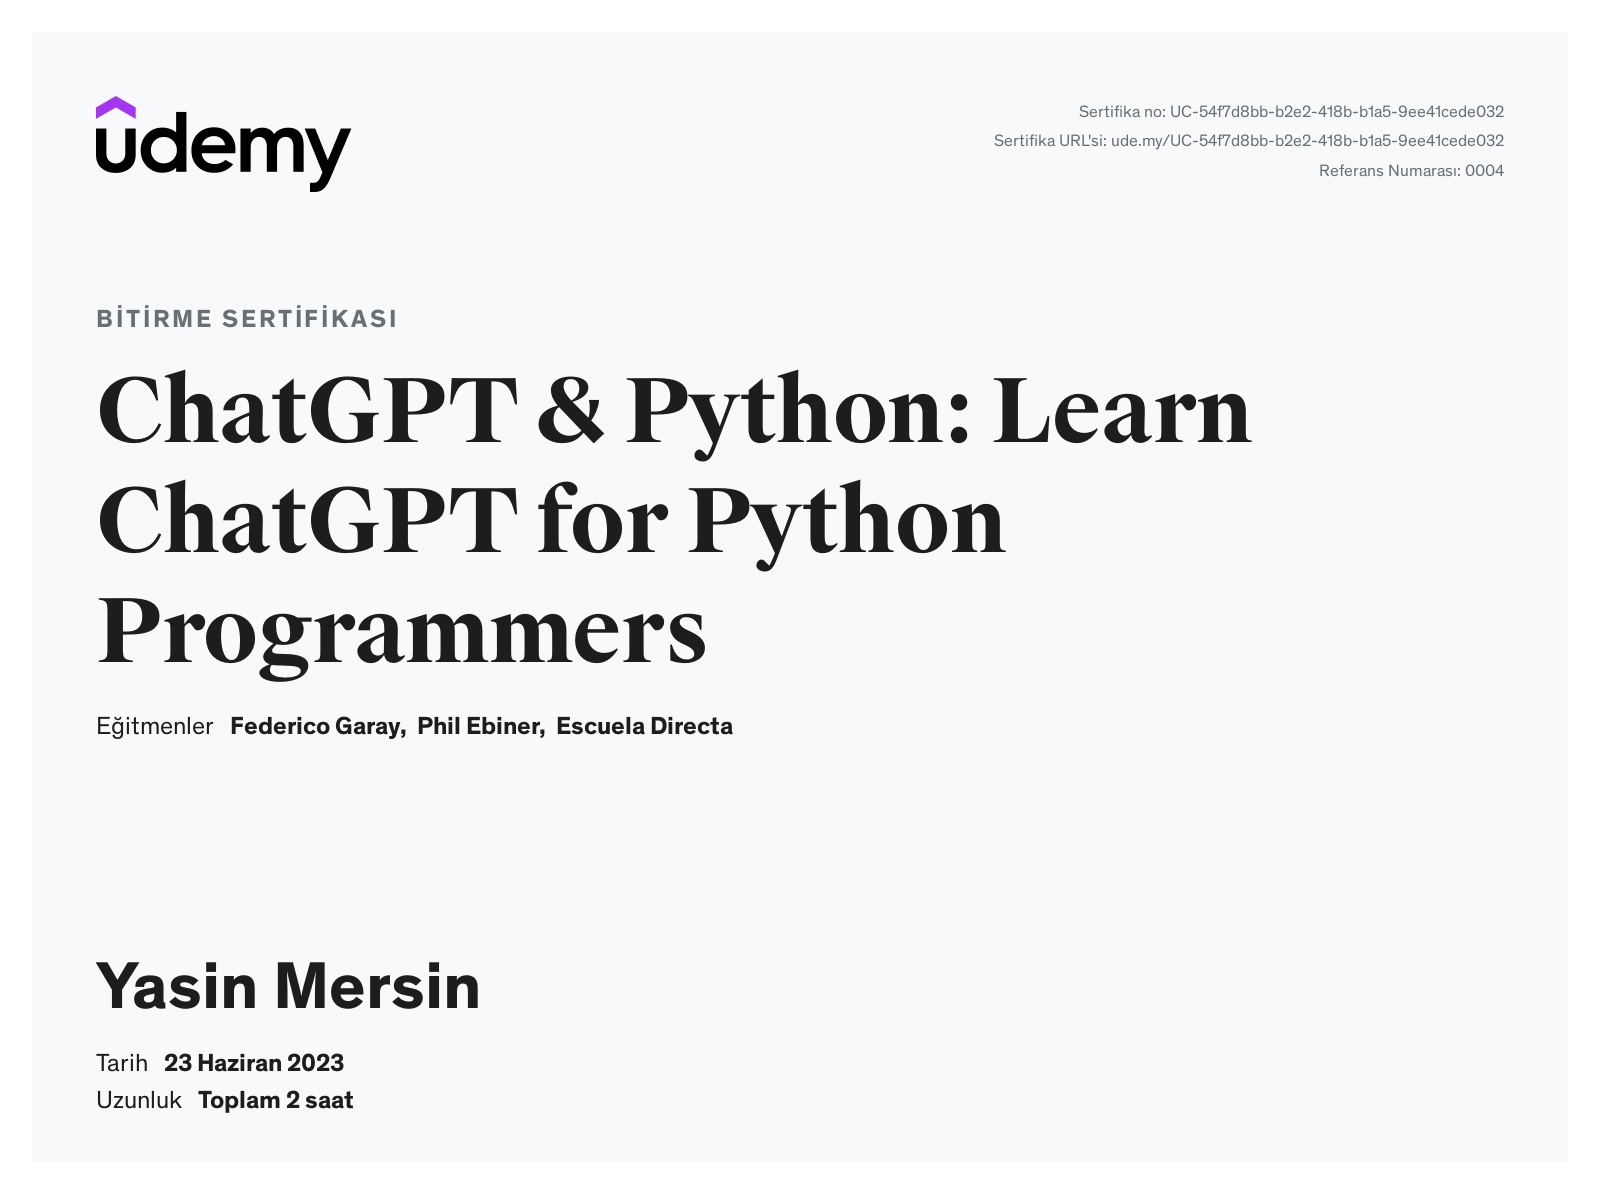 udemy
Sertifika no: UC-54f7d8bb-b2e2-418b-b1a5-9ee41cede032
Sertifika URL'si: ude.my/UC-54f7d8bb-b2e2-418b-b1a5-9ee41cede032
Referans Numarası: 0004
BİTİRME SERTİFİKASI
ChatGPT & Python: Learn
ChatGPT for Python
Programmers
Eğitmenler Federico Garay, Phil Ebiner, Escuela Directa
Yasin Mersin
Tarih 23 Haziran 2023
Uzunluk Toplam 2 saat